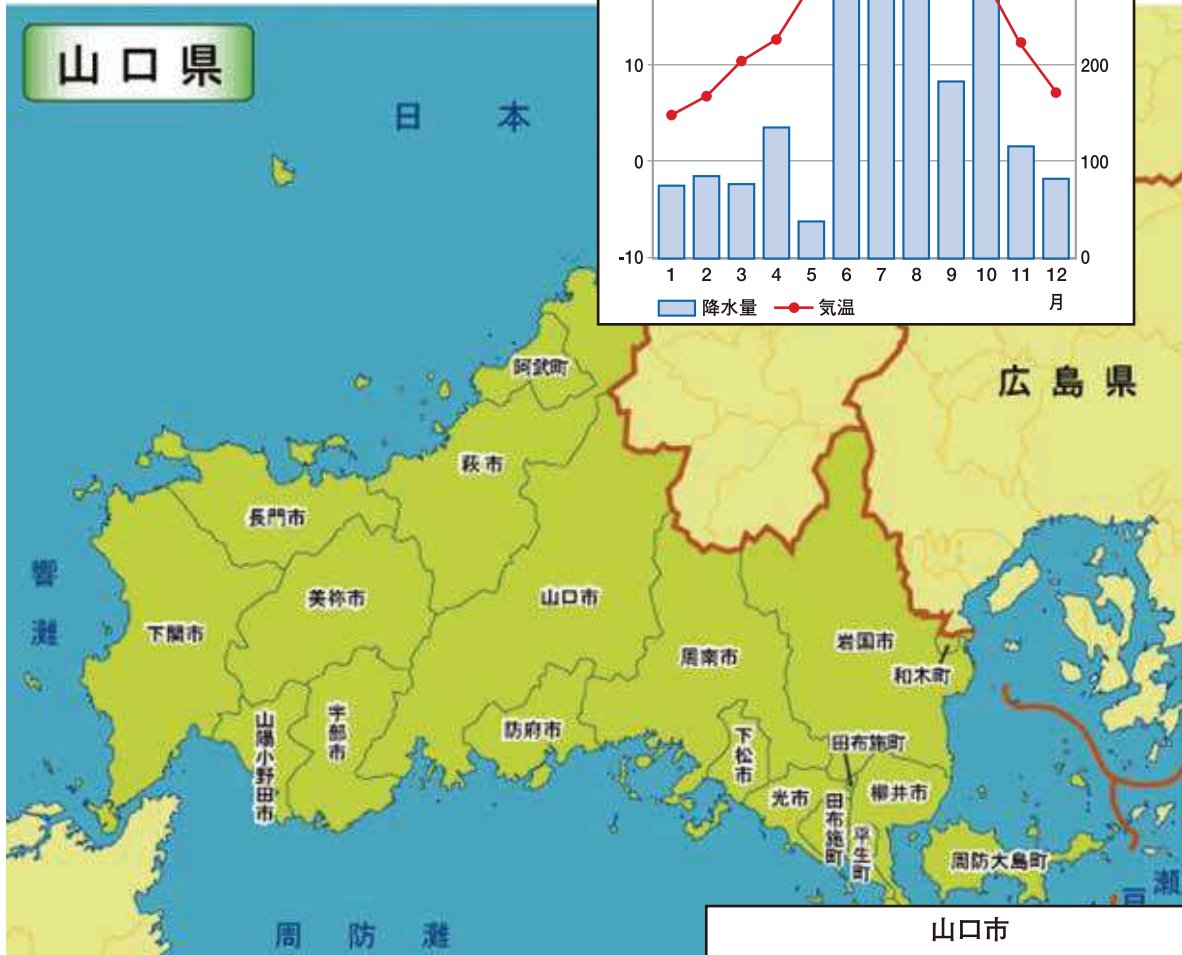 山口県
日本
10
200
0
100
-10
0
1 2 3 4 5 6 7 8 9 10 11 12
月
降水量 気温
広島県
阿武町
萩市
長門市
響灘
美祢市
山口市
下関市
岩国市
周南市
和木町
宇部市
山陽小野田市
防府市
下松市
田布施町
光市
柳井市
田布施町
平生町
周防大島町
瀬
戸
周防灘
山口市